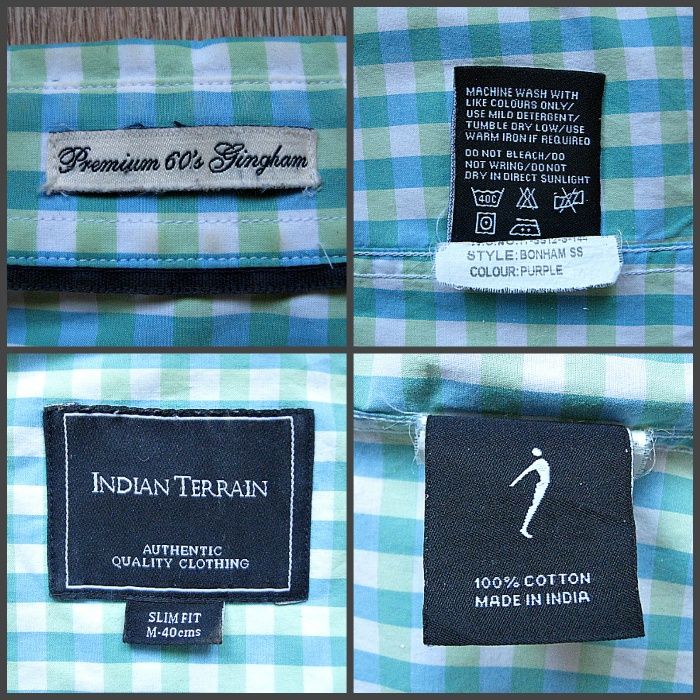 Premium 60's Gingham
MACHINE WASH WITH
LIKE COLOURS ONLY/
USE MILD DETERGENT/
TUMBLE DRY LOW/USE
WARM IRON IF REQUIRED
DO NOT BLEACH/DO
NOT WRING/DO NOT
DRY IN DIRECT SUNLIGHT
40C
STYLE: BONHAM SS
COLOUR: PURPLE
INDIAN TERRAIN
AUTHENTIC
QUALITY CLOTHING
SLIM FIT
M-40cms
100% COTTON
MADE IN INDIA